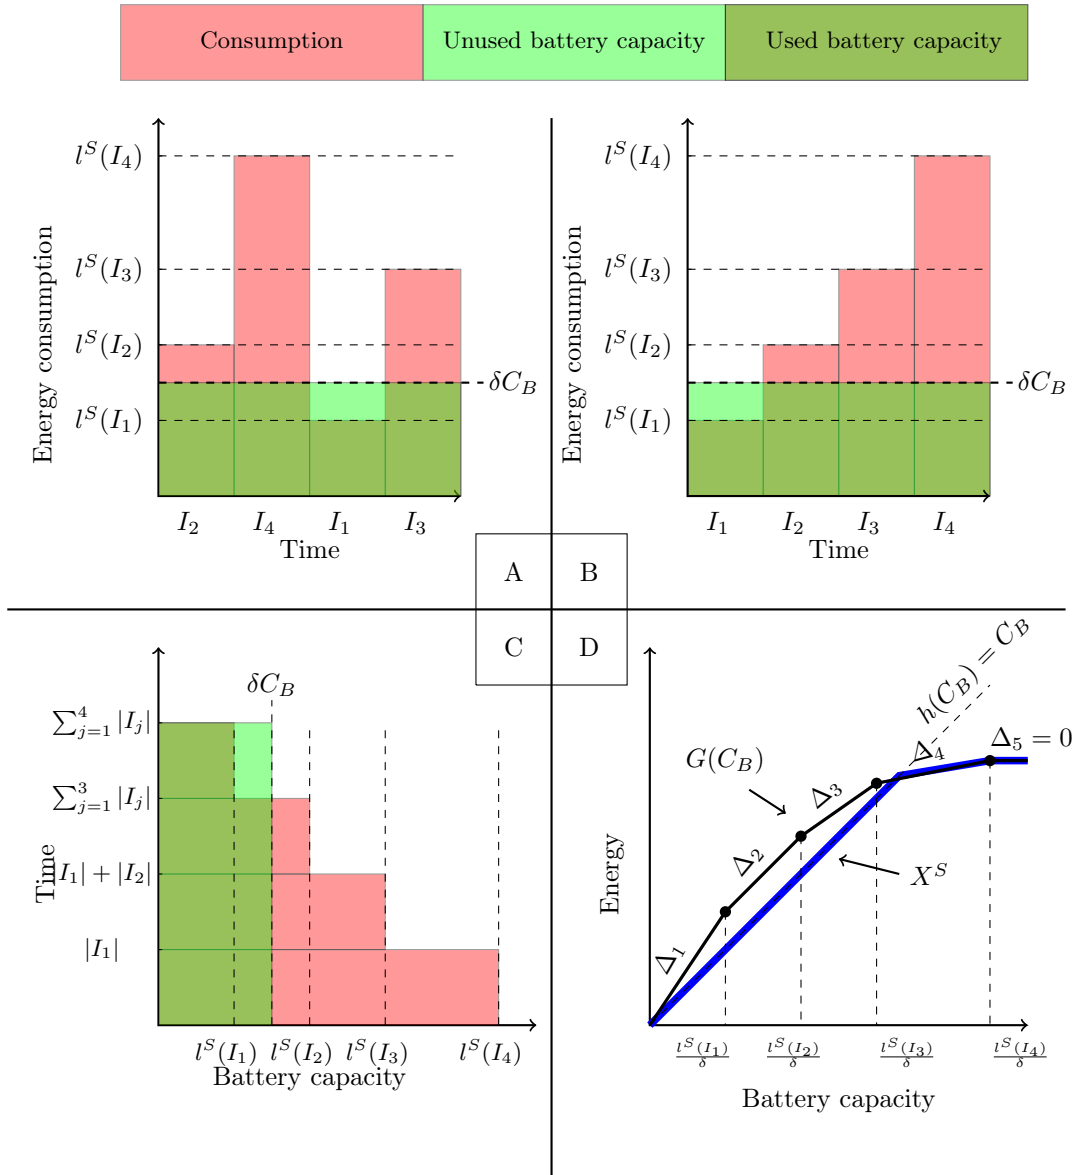 Consumption
Unused battery capacity
Used battery capacity
Energy consumption
l^S(I_4)
l^S(I_3)
l^S(I_2)
δC_B
l^S(I_1)
I_2 I_4 I_1 I_3
Time
Energy consumption
l^S(I_4)
l^S(I_3)
l^S(I_2)
δC_B
l^S(I_1)
I_1 I_2 I_3 I_4
Time
A
B
C
D
Time
δC_B
∑_{j=1}^4 |I_j|
∑_{j=1}^3 |I_j|
I_1| + |I_2|
|I_1|
l^S(I_1) l^S(I_2) l^S(I_3) l^S(I_4)
Battery capacity
Energy
h(C_B) = C_B
G(C_B)
Δ_1
Δ_2
Δ_3
Δ_4
Δ_5 = 0
X^S
l^S(I_1)/δ l^S(I_2)/δ l^S(I_3)/δ l^S(I_4)/δ
Battery capacity